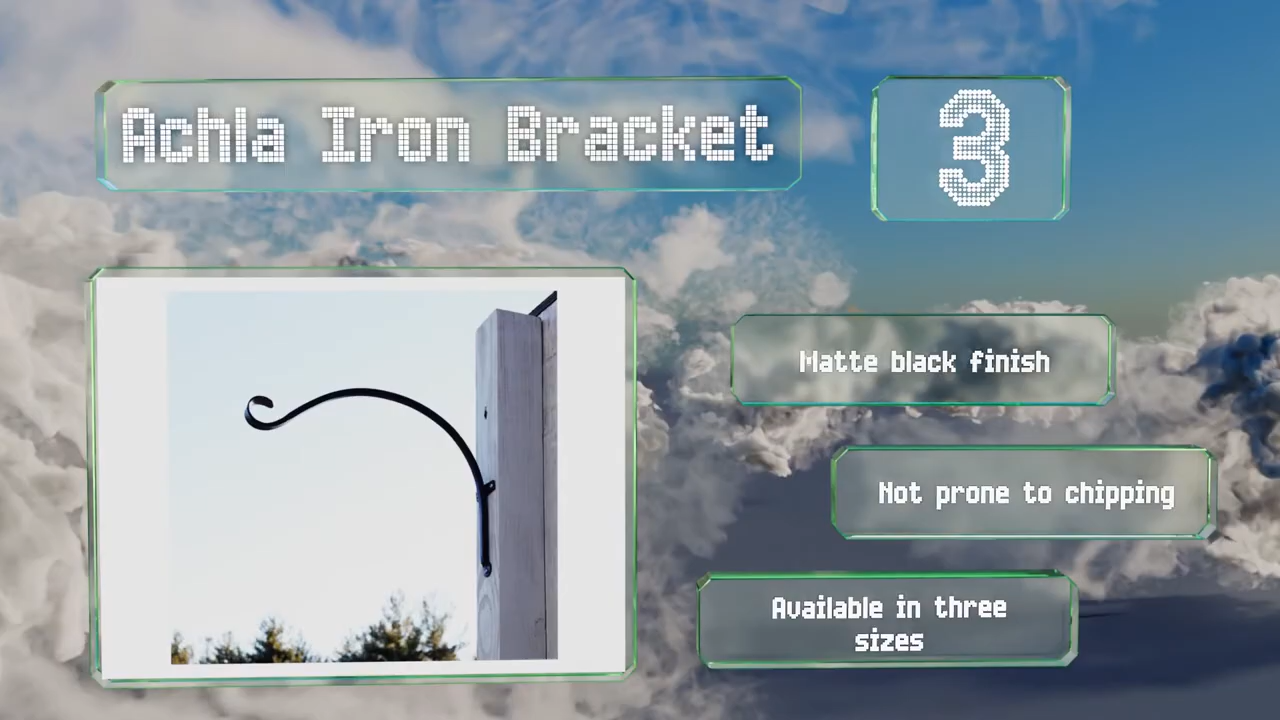 Achla Iron Bracket
3
Matte black finish
Not prone to chipping
Available in three
sizes